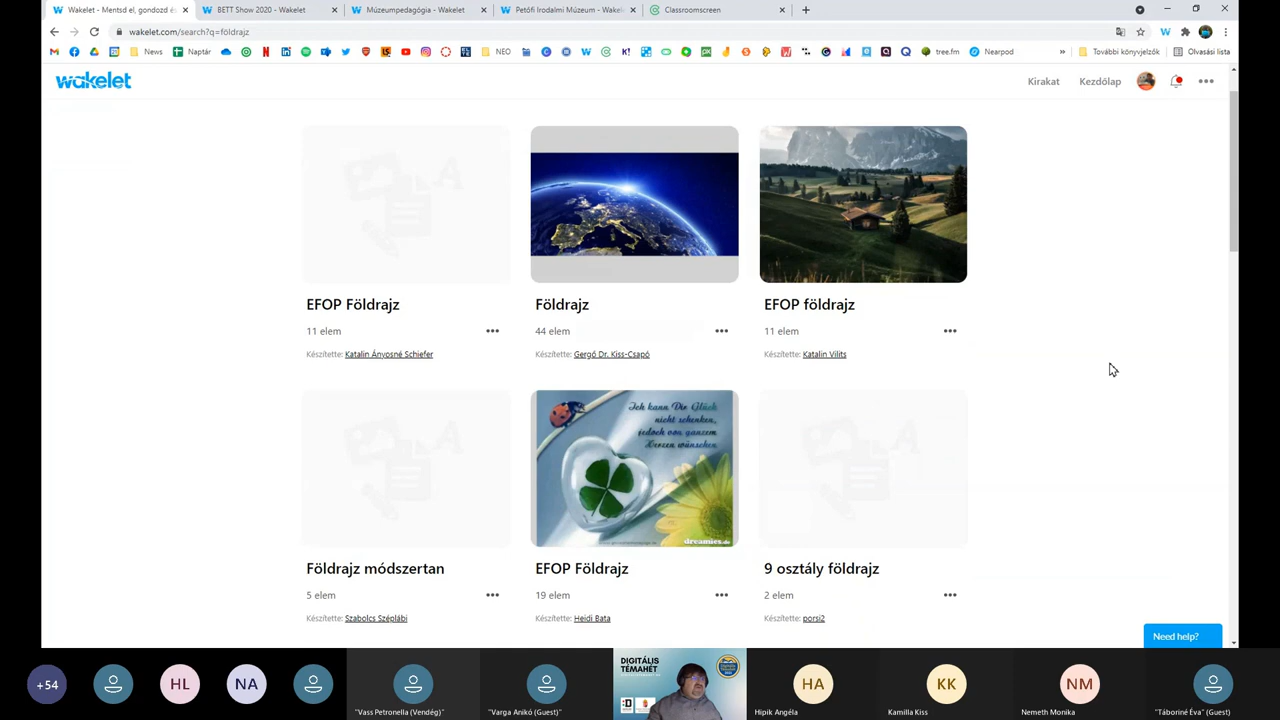 Wakelet - Mentsd el, gondozd és
BETT Show 2020 - Wakelet
Múzeumpedagógia - Wakelet
Petőfi Irodalmi Múzeum - Wakele
Classroomscreen
wakelet.com/search?q=földrajz
News
Naptár
NEO
tree.fm
Nearpod
További könyvjelzők
Olvasási lista
wakelet
Kirakat
Kezdőlap
EFOP Földrajz
11 elem
Készítette: Katalin Ányosné Schiefer
Földrajz
44 elem
Készítette: Gergő Dr. Kiss-Csapó
EFOP földrajz
11 elem
Készítette: Katalin Vilits
Ich kann Dir Glück
nicht schenken,
jedoch von ganzem
Herzen wünschen
dreamies.de
Földrajz módszertan
5 elem
Készítette: Szabolcs Széplábi
EFOP Földrajz
19 elem
Készítette: Heidi Bata
9 osztály földrajz
2 elem
Készítette: porsi2
Need help?
+54
HL
NA
"Vass Petronella (Vendég)"
"Varga Anikó (Guest)"
DIGITÁLIS
TÉMAHÉT
HA
Hipik Angéla
KK
Kamilla Kiss
NM
Nemeth Monika
"Táboriné Éva" (Guest)